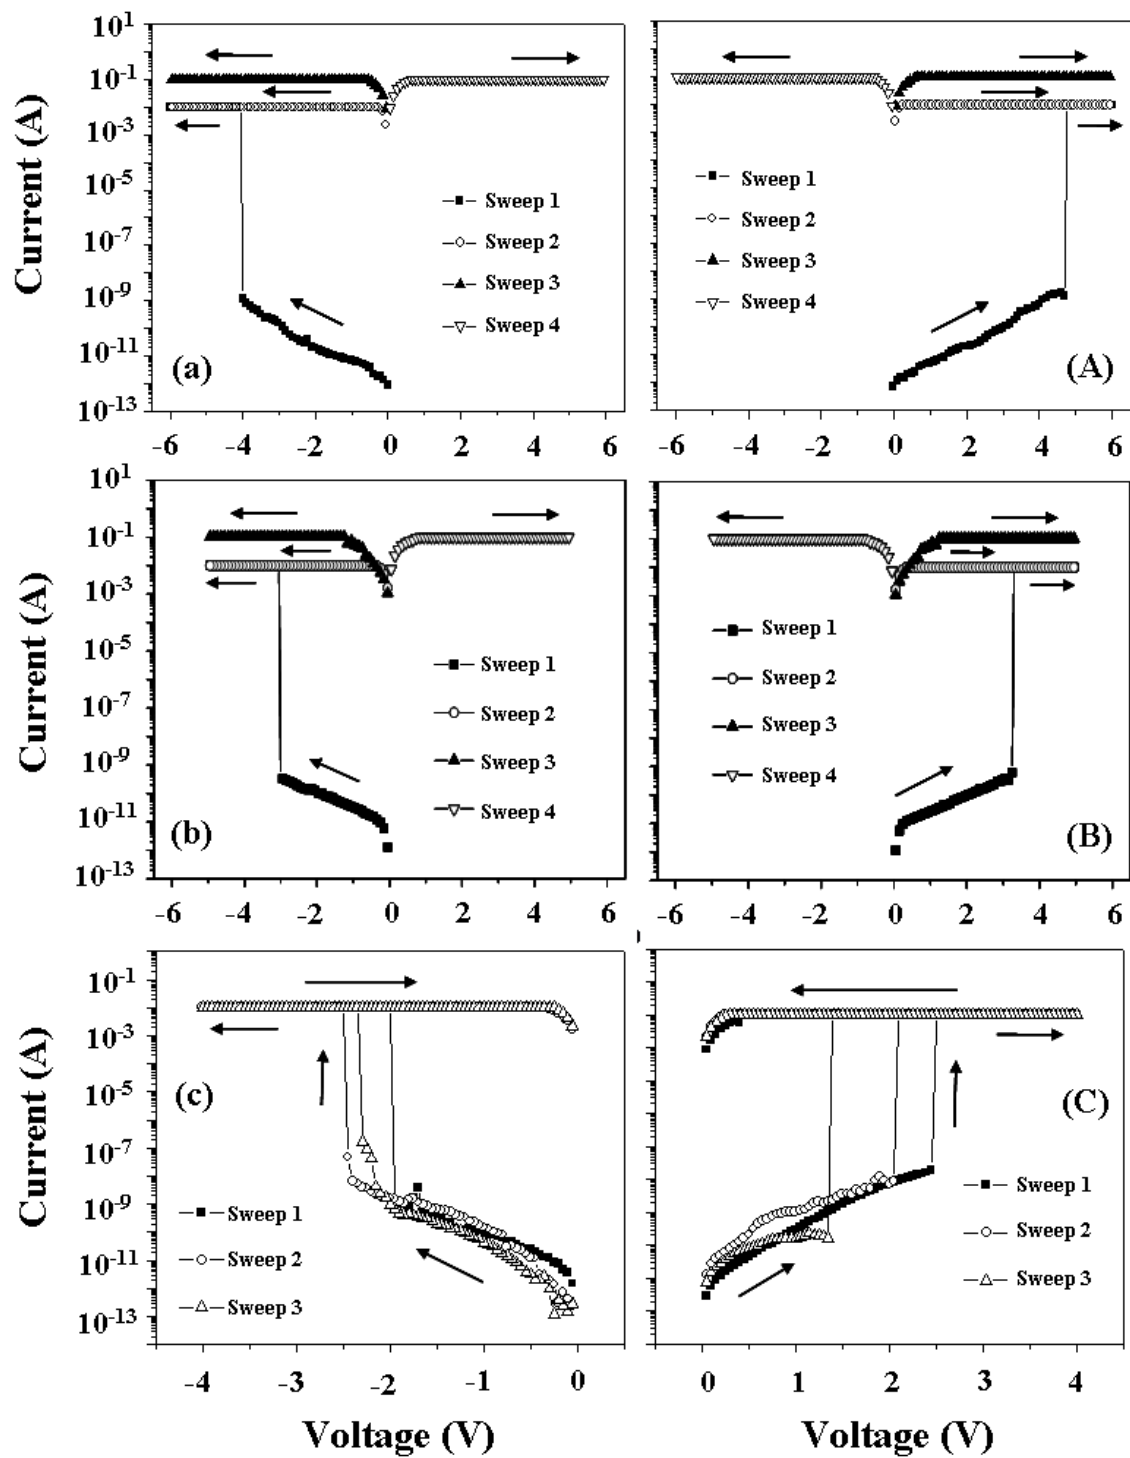 10^1
10^-1
10^-3
10^-5
10^-7
10^-9
10^-11
10^-13
Current (A)
Sweep 1
Sweep 2
Sweep 3
Sweep 4
(a)
-6 -4 -2 0 2 4 6
Sweep 1
Sweep 2
Sweep 3
Sweep 4
(A)
-6 -4 -2 0 2 4 6
10^1
10^-1
10^-3
10^-5
10^-7
10^-9
10^-11
10^-13
Current (A)
Sweep 1
Sweep 2
Sweep 3
Sweep 4
(b)
-6 -4 -2 0 2 4 6
Sweep 1
Sweep 2
Sweep 3
Sweep 4
(B)
-6 -4 -2 0 2 4 6
10^-1
10^-3
10^-5
10^-7
10^-9
10^-11
10^-13
Current (A)
(c)
Sweep 1
Sweep 2
Sweep 3
-4 -3 -2 -1 0
Voltage (V)
(C)
Sweep 1
Sweep 2
Sweep 3
0 1 2 3 4
Voltage (V)